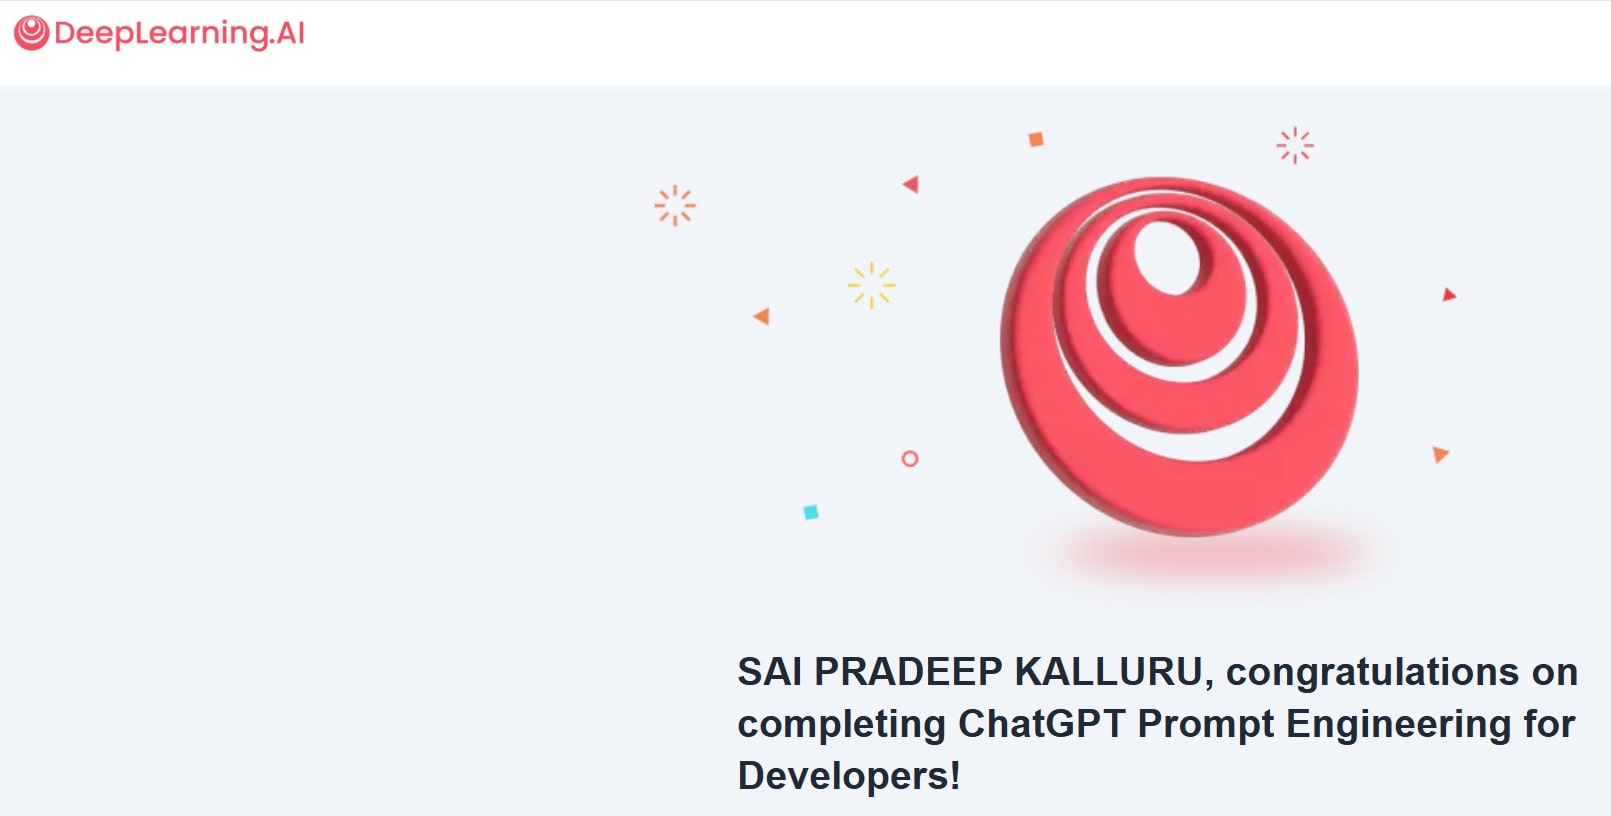 DeepLearning.AI
SAI PRADEEP KALLURU, congratulations on
completing ChatGPT Prompt Engineering for
Developers!